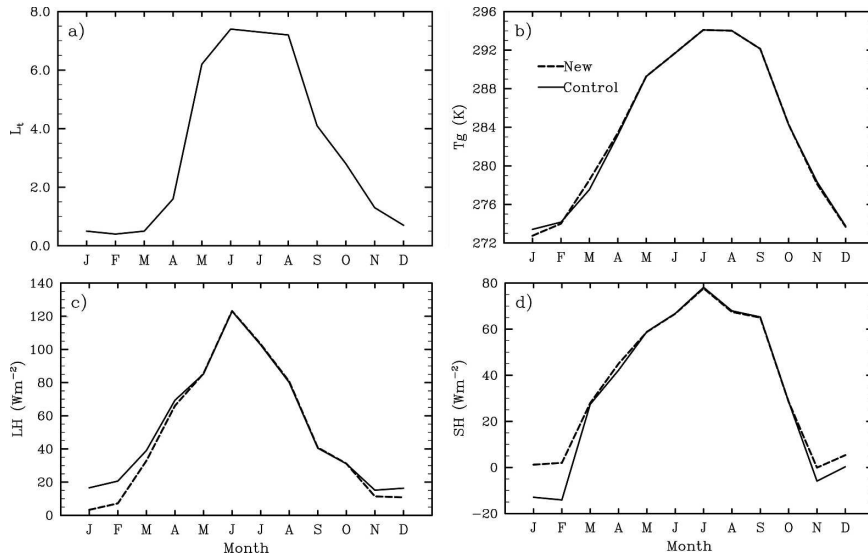 8.0
6.0
4.0
2.0
0.0
a)
L_t
J F M A M J J A S O N D
296
292
288
284
280
276
272
b)
New
Control
Tg (K)
J F M A M J J A S O N D
140
120
100
80
60
40
20
0
c)
LH (Wm⁻²)
J F M A M J J A S O N D
Month
80
60
40
20
0
−20
d)
SH (Wm⁻²)
J F M A M J J A S O N D
Month